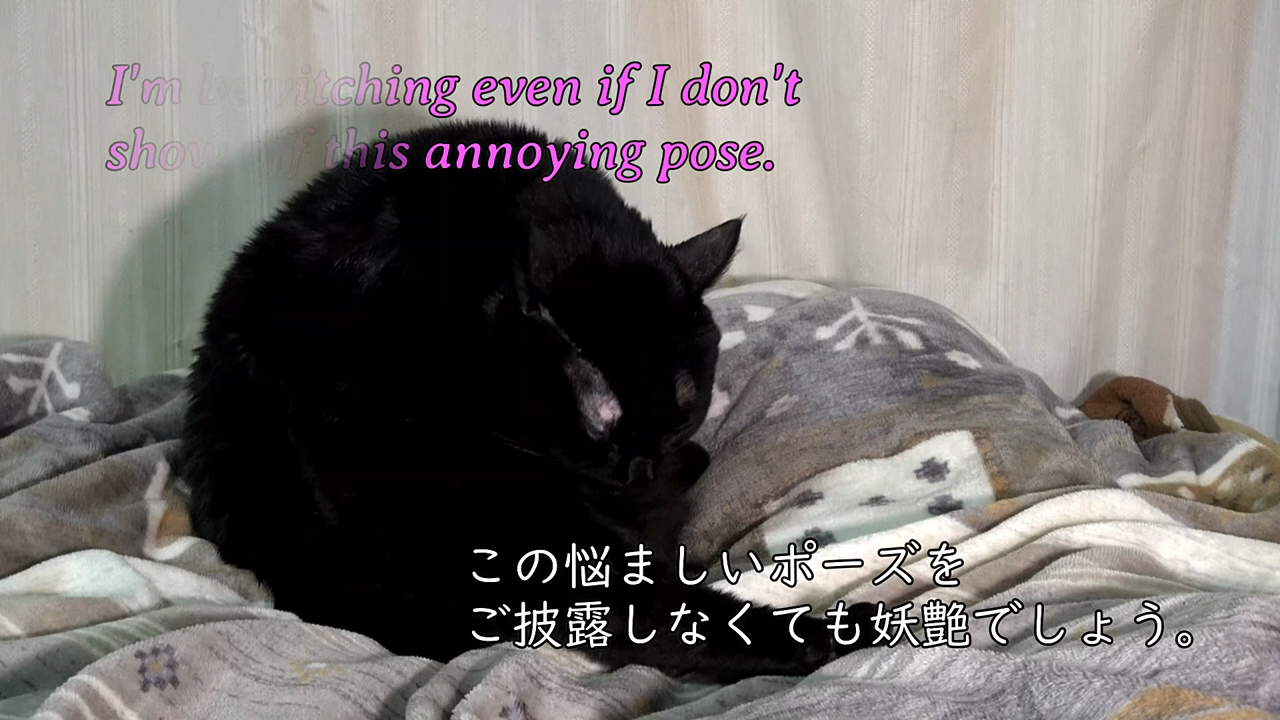 I'm bewitching even if I don't
show off this annoying pose.
この悩ましいポーズを
ご披露しなくても妖艶でしょう。